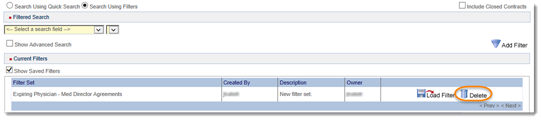 Search Using Quick Search Search Using Filters Include Closed Contracts
Filtered Search
<-- Select a search field -->
Show Advanced Search Add Filter
Current Filters
Show Saved Filters
Filter Set Created By Description Owner
Expiring Physician - Med Director Agreements New filter set. Load Filter Delete
< Prev > < Next >